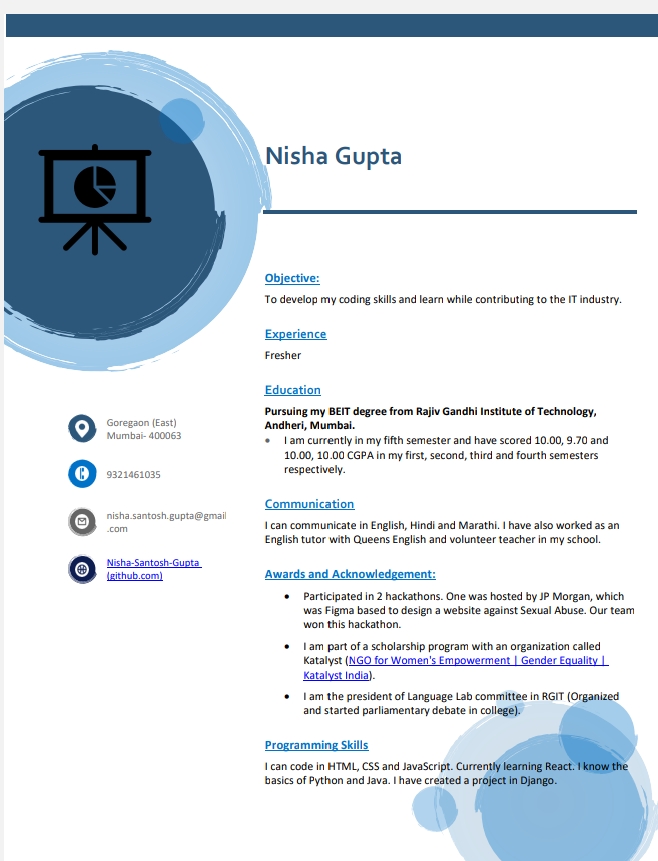 Nisha Gupta
Objective:
To develop my coding skills and learn while contributing to the IT industry.
Experience
Fresher
Education
Pursuing my BEIT degree from Rajiv Gandhi Institute of Technology,
Andheri, Mumbai.
• I am currently in my fifth semester and have scored 10.00, 9.70 and
10.00, 10.00 CGPA in my first, second, third and fourth semesters
respectively.
Communication
I can communicate in English, Hindi and Marathi. I have also worked as an
English tutor with Queens English and volunteer teacher in my school.
Awards and Acknowledgement:
• Participated in 2 hackathons. One was hosted by JP Morgan, which
was Figma based to design a website against Sexual Abuse. Our team
won this hackathon.
• I am part of a scholarship program with an organization called
Katalyst (NGO for Women's Empowerment | Gender Equality |
Katalyst India).
• I am the president of Language Lab committee in RGIT (Organized
and started parliamentary debate in college).
Programming Skills
I can code in HTML, CSS and JavaScript. Currently learning React. I know the
basics of Python and Java. I have created a project in Django.
Goregaon (East)
Mumbai- 400063
9321461035
nisha.santosh.gupta@gmail
.com
Nisha-Santosh-Gupta
(github.com)